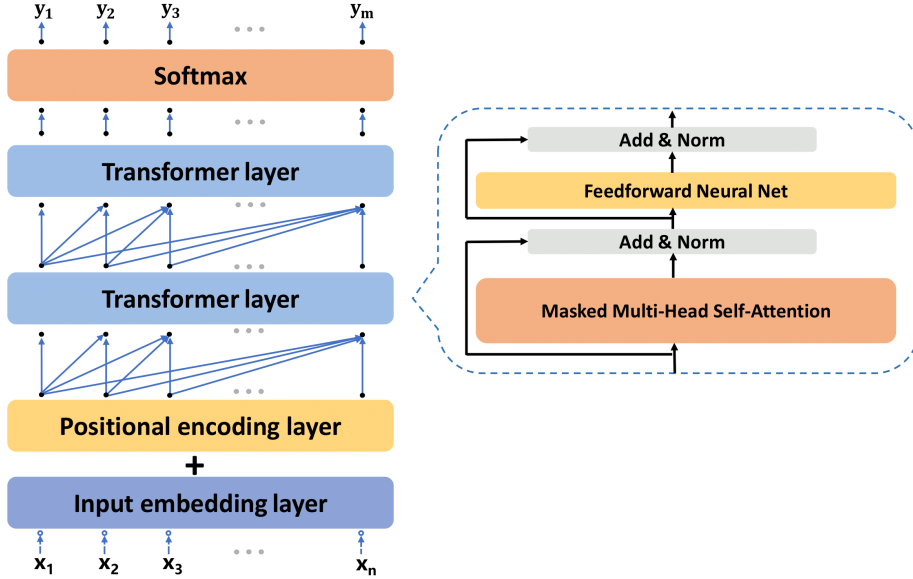 y₁ y₂ y₃ ... yₘ
Softmax
...
Transformer layer
...
...
Transformer layer
...
...
Positional encoding layer
+
Input embedding layer
x₁ x₂ x₃ ... xₙ
Add & Norm
Feedforward Neural Net
Add & Norm
Masked Multi-Head Self-Attention